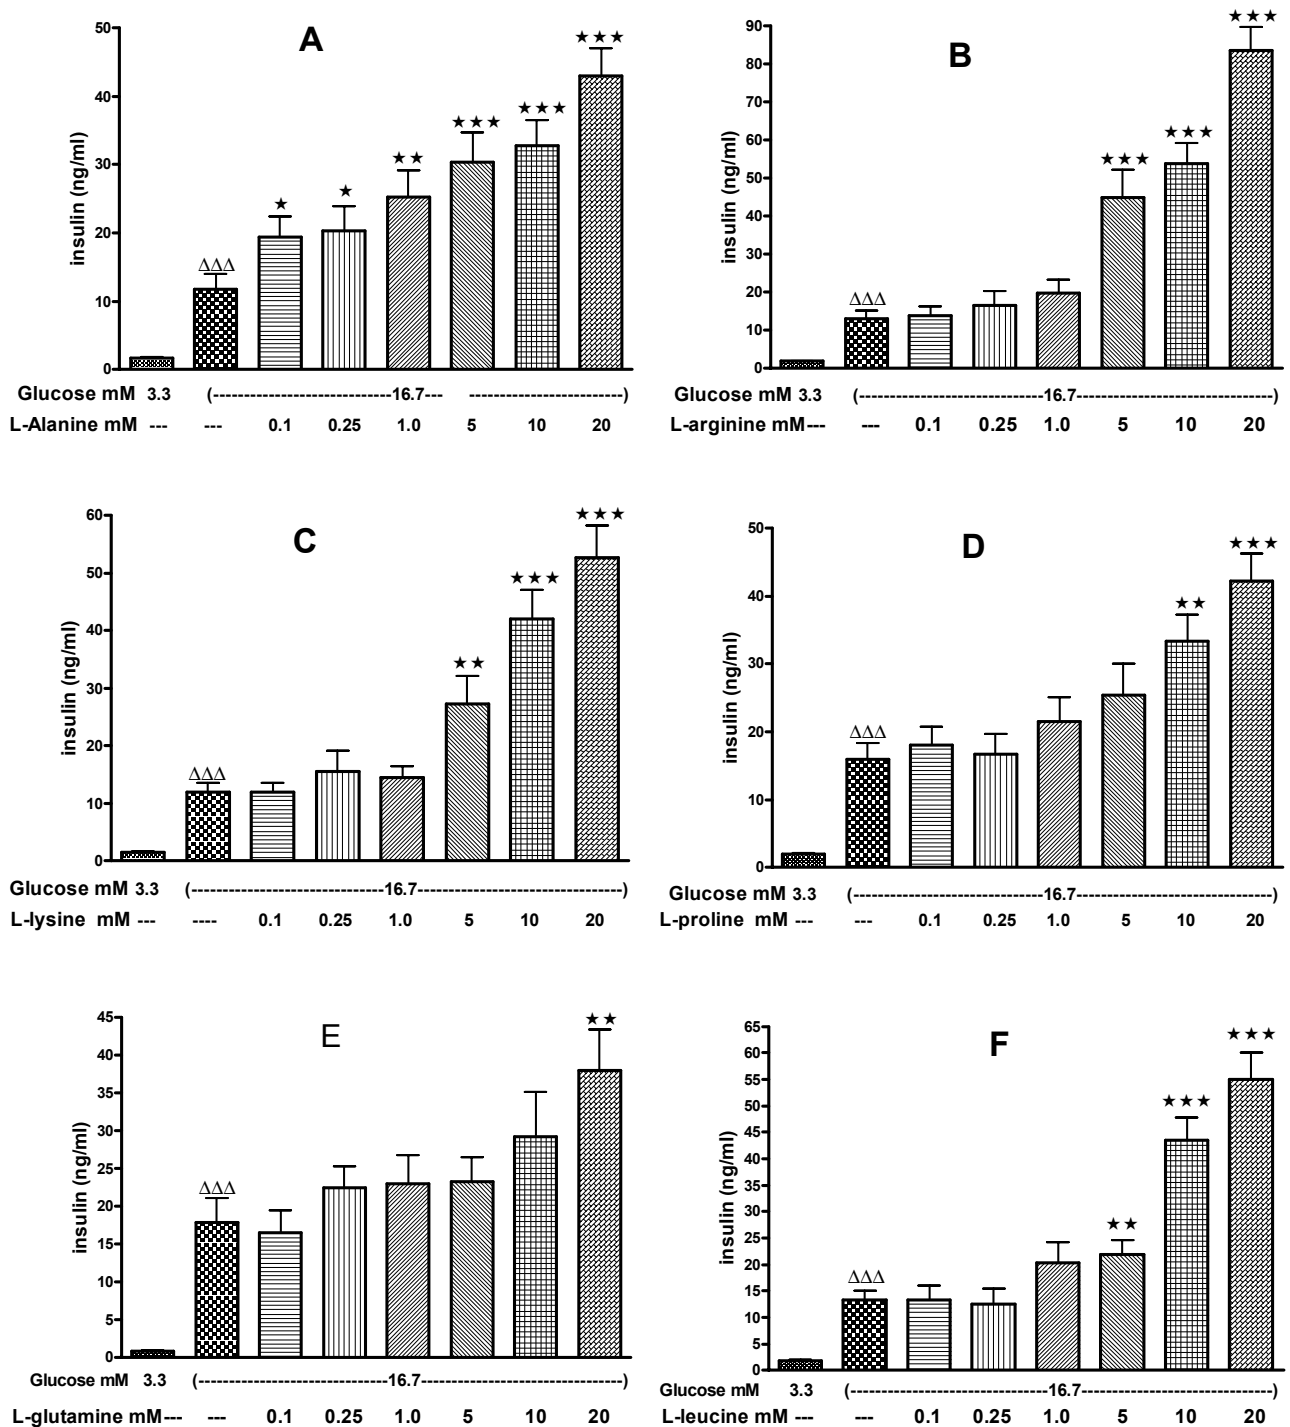 A
insulin (ng/ml)
50
40
30
20
10
0
ΔΔΔ
★
★
★★
★★★
★★★
★★★
Glucose mM 3.3 (------------------------------16.7--- --------------------------)
L-Alanine mM --- --- 0.1 0.25 1.0 5 10 20
B
insulin (ng/ml)
90
80
70
60
50
40
30
20
10
0
ΔΔΔ
★★★
★★★
★★★
Glucose mM 3.3 (-------------------------------16.7---------------------------------)
L-arginine mM--- --- 0.1 0.25 1.0 5 10 20
C
insulin (ng/ml)
60
50
40
30
20
10
0
ΔΔΔ
★★
★★★
★★★
Glucose mM 3.3 (---------------------------------16.7-----------------------------------)
L-lysine mM --- ---- 0.1 0.25 1.0 5 10 20
D
insulin (ng/ml)
50
40
30
20
10
0
ΔΔΔ
★★
★★★
Glucose mM 3.3 (--------------------------------16.7---------------------------------)
L-proline mM --- --- 0.1 0.25 1.0 5 10 20
E
insulin (ng/ml)
45
40
35
30
25
20
15
10
5
0
ΔΔΔ
★★
Glucose mM 3.3 (--------------------------------16.7----------------------------------)
L-glutamine mM--- --- 0.1 0.25 1.0 5 10 20
F
insulin (ng/ml)
65
60
55
50
45
40
35
30
25
20
15
10
5
0
ΔΔΔ
★★
★★★
★★★
Glucose mM 3.3 (----------------------------------16.7--------------------------------)
L-leucine mM --- --- 0.1 0.25 1.0 5 10 20